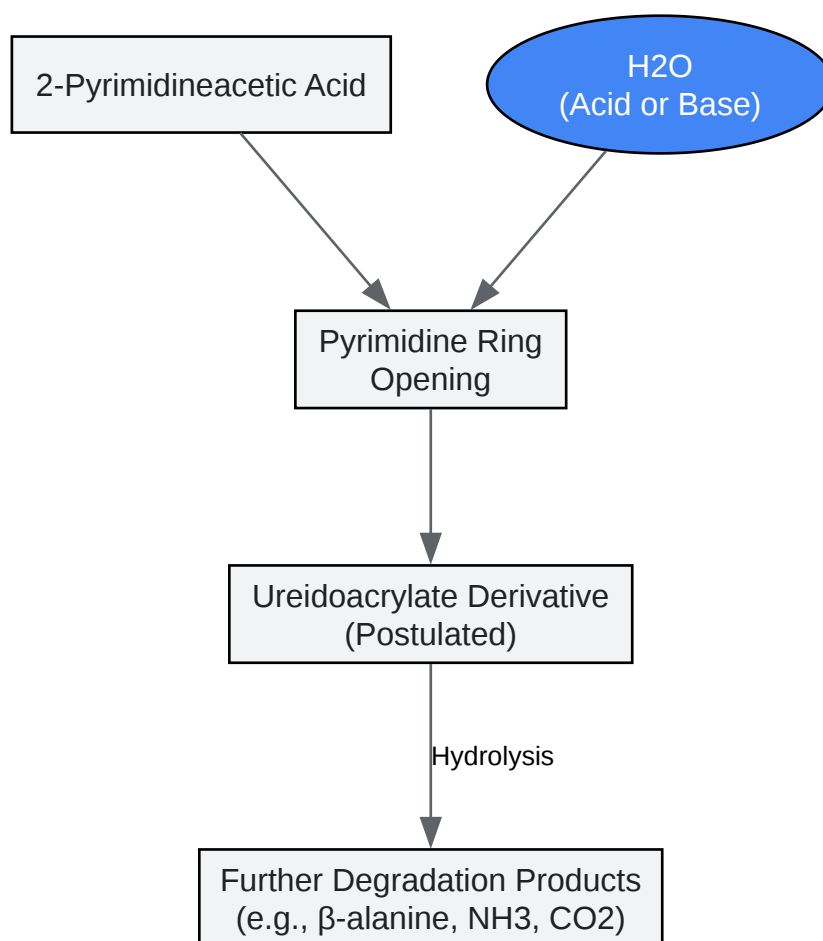 2-Pyrimidineacetic Acid
H2O
(Acid or Base)
Pyrimidine Ring
Opening
Ureidoacrylate Derivative
(Postulated)
Hydrolysis
Further Degradation Products
(e.g., β-alanine, NH3, CO2)